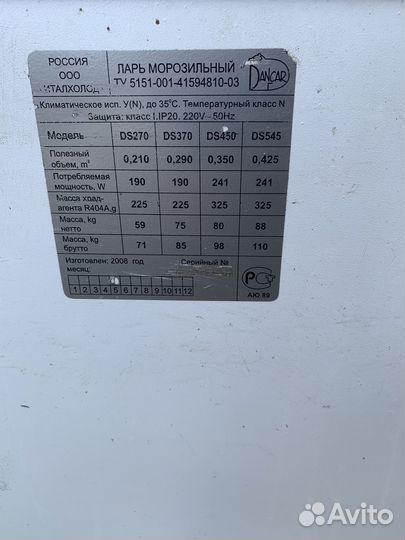 РОССИЯ
ООО
ИТАЛХОЛОД
ЛАРЬ МОРОЗИЛЬНЫЙ
ТУ 5151-001-41594810-03
DANCAR
Климатическое исп. У(N), до 35°С. Температурный класс N
Защита: класс I,IP20, 220V~50Hz
Модель DS270 DS370 DS450 DS545
Полезный объем, m³ 0,210 0,290 0,350 0,425
Потребляемая мощность, W 190 190 241 241
Масса хлад-агента R404A,g 225 225 325 325
Масса, kg нетто 59 75 80 88
Масса, kg брутто 71 85 98 110
Изготовлен: 2008 год Серийный №
месяц:
1 2 3 4 5 6 7 8 9 10 11 12
РС
АЮ 89
Avito